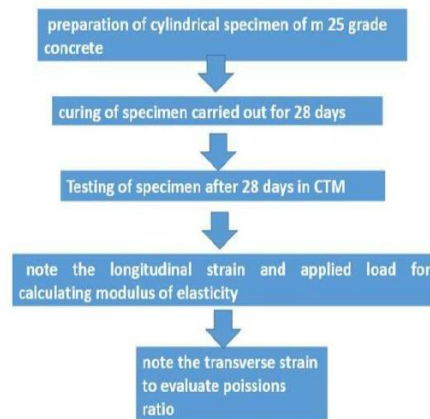 preparation of cylindrical specimen of m 25 grade
concrete
curing of specimen carried out for 28 days
Testing of specimen after 28 days in CTM
note the longitudinal strain and applied load for
calculating modulus of elasticity
note the transverse strain
to evaluate poissions
ratio